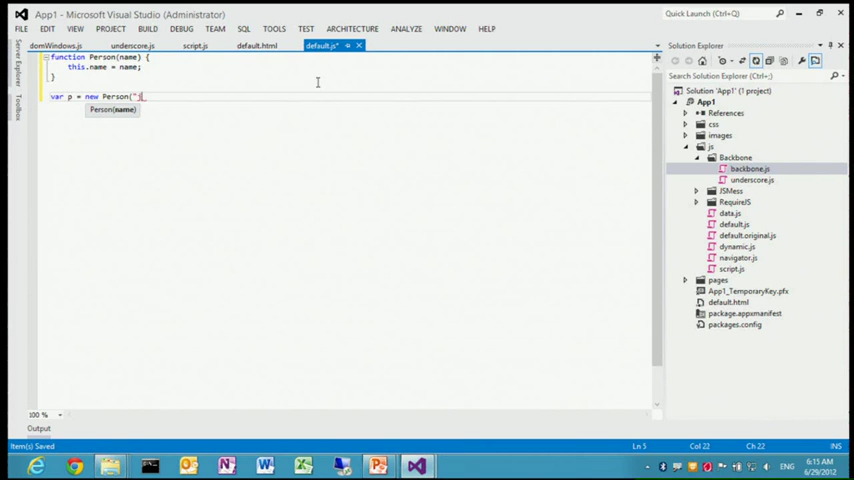 App1 - Microsoft Visual Studio (Administrator)
Quick Launch (Ctrl+Q)
FILE EDIT VIEW PROJECT BUILD DEBUG TEAM SQL TOOLS TEST ARCHITECTURE ANALYZE WINDOW HELP
Server Explorer
Toolbox
domWindows.js underscore.js script.js default.html default.js*
function Person(name) {
this.name = name;
}
var p = new Person("j
Person(name)
100 %
Output
Solution Explorer
Search Solution Explorer (Ctrl+;)
Solution 'App1' (1 project)
App1
References
css
images
js
Backbone
backbone.js
underscore.js
JSMess
RequireJS
data.js
default.js
default.original.js
dynamic.js
navigator.js
script.js
pages
App1_TemporaryKey.pfx
default.html
package.appxmanifest
packages.config
Item(s) Saved Ln 5 Col 22 Ch 22 INS
ENG
6:15 AM
6/29/2012